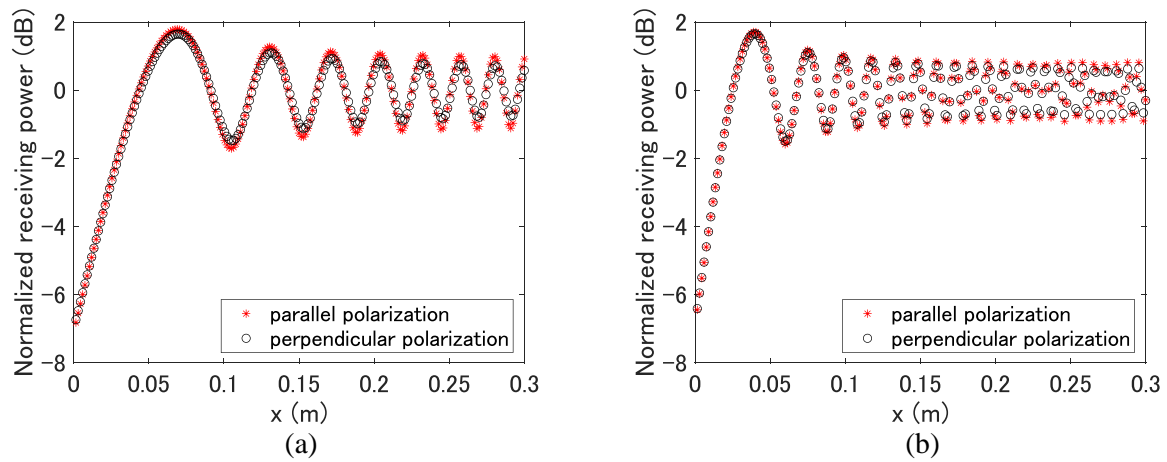 Normalized receiving power (dB)
2
0
−2
−4
−6
−8
parallel polarization
perpendicular polarization
0
0.05
0.1
0.15
0.2
0.25
0.3
x (m)
(a)
Normalized receiving power (dB)
2
0
−2
−4
−6
−8
parallel polarization
perpendicular polarization
0
0.05
0.1
0.15
0.2
0.25
0.3
x (m)
(b)